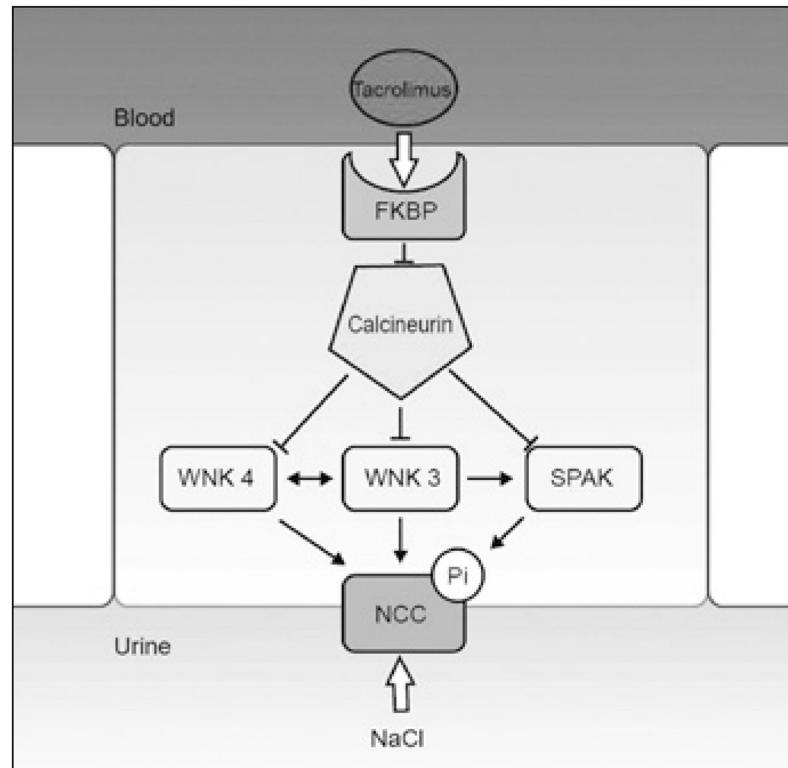 Tacrolimus
Blood
FKBP
Calcineurin
WNK 4
WNK 3
SPAK
Pi
NCC
Urine
NaCl